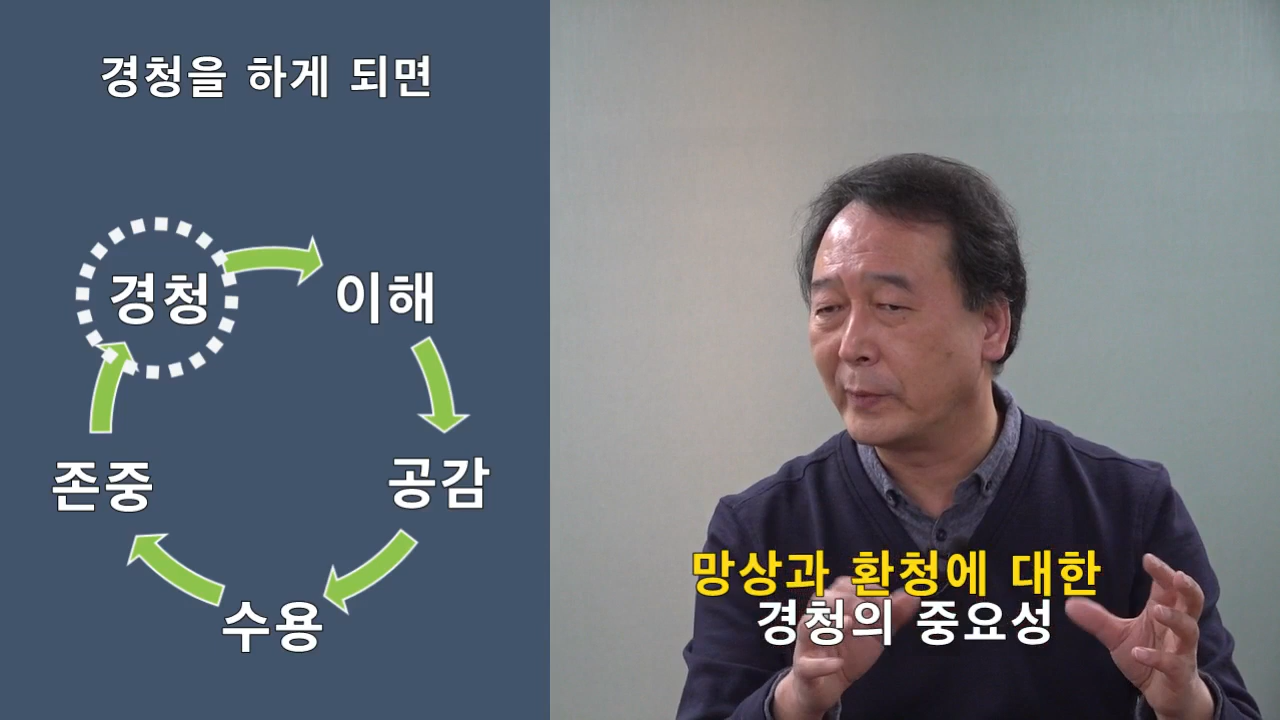 경청을 하게 되면
경청
이해
공감
수용
존중
망상과 환청에 대한
경청의 중요성